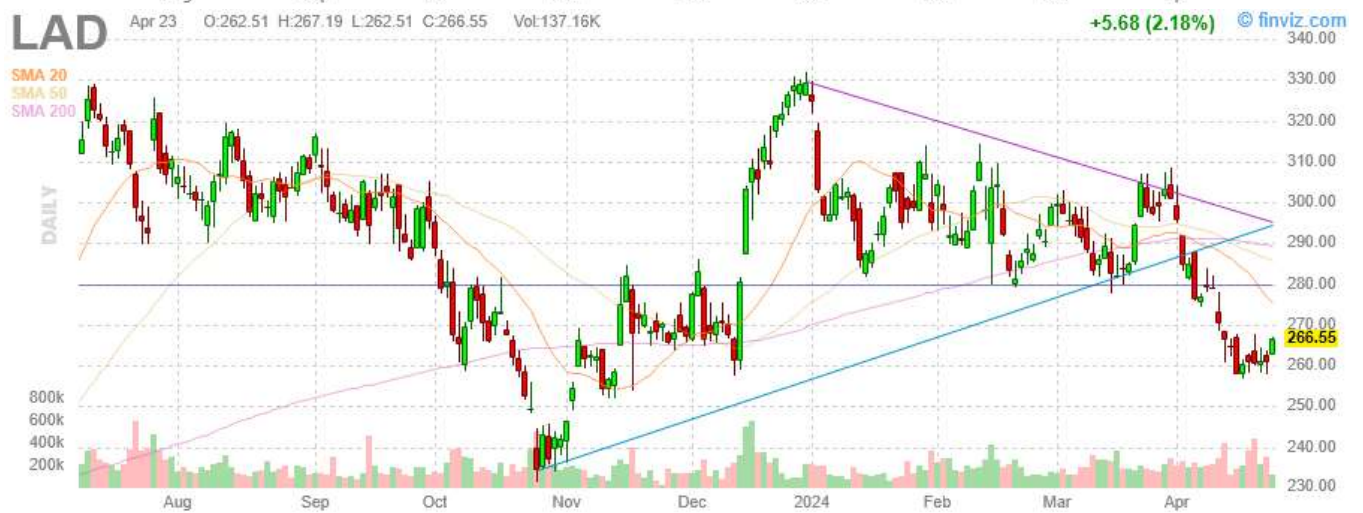 LAD Apr 23 O:262.51 H:267.19 L:262.51 C:266.55 Vol:137.16K +5.68 (2.18%) © finviz.com
340.00
SMA 20
330.00
SMA 50
SMA 200
320.00
310.00
DAILY
300.00
290.00
280.00
270.00
266.55
260.00
800k
250.00
600k
400k
240.00
200k
230.00
Aug Sep Oct Nov Dec 2024 Feb Mar Apr